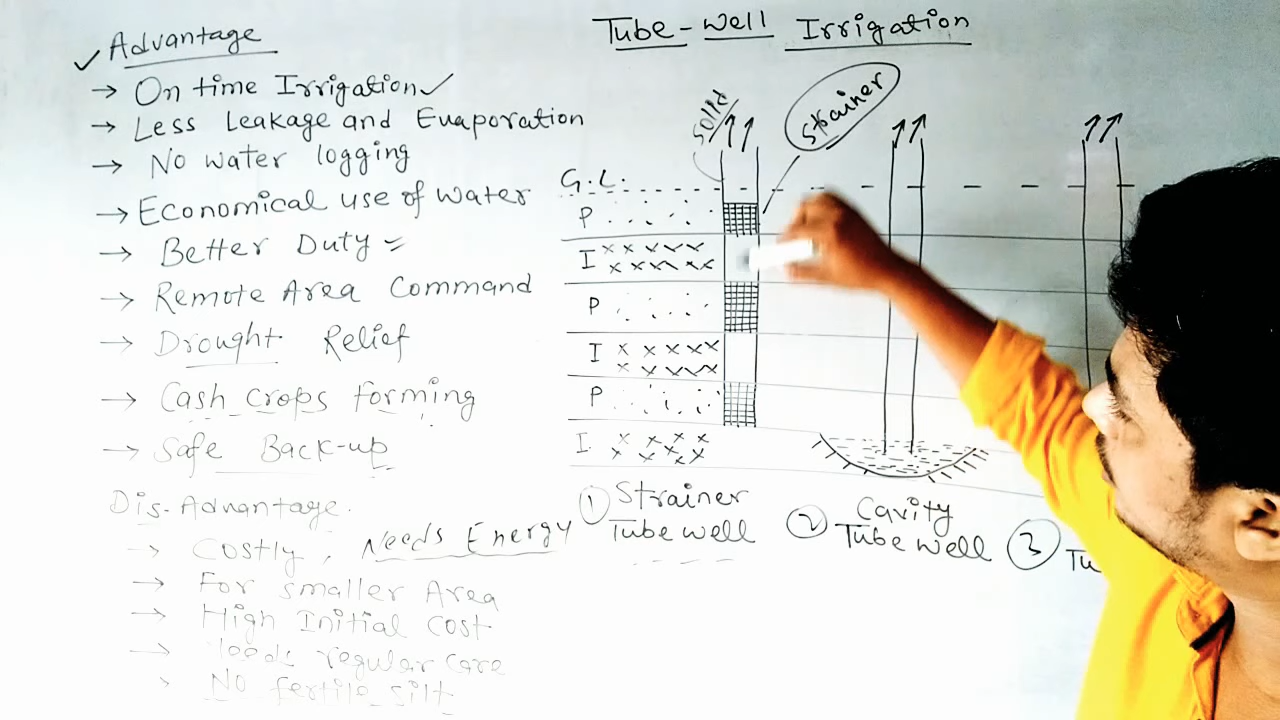 Tube-Well Irrigation
✓ Advantage
→ On time Irrigation ✓
→ Less Leakage and Evaporation
→ No water logging
→ Economical use of Water
→ Better Duty
→ Remote Area Command
→ Drought Relief
→ Cash crops forming
→ Safe Back-up
Dis-Advantage.
→ Costly, Needs Energy
→ For smaller Area
→ High Initial Cost
→ regular Care
→ No fertile silt
Solid
Strainer
G.L.
P
I
P
I
P
I
① Strainer
Tube well
② Cavity
Tube Well
③
Tu